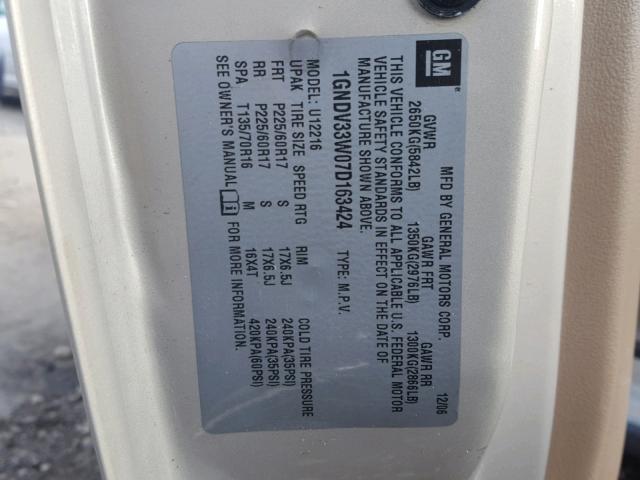 GM
MFD BY GENERAL MOTORS CORP. 12/06
GVWR GAWR FRT GAWR RR
2650KG(5842LB) 1350KG(2976LB) 1300KG(2866LB)
THIS VEHICLE CONFORMS TO ALL APPLICABLE U.S. FEDERAL MOTOR
VEHICLE SAFETY STANDARDS IN EFFECT ON THE DATE OF
MANUFACTURE SHOWN ABOVE.
1GNDV33W07D163424 TYPE: M.P.V.
MODEL: U12216
UPAK TIRE SIZE SPEED RTG RIM COLD TIRE PRESSURE
FRT P225/60R17 S 17X6.5J 240KPA(35PSI)
RR P225/60R17 S 17X6.5J 240KPA(35PSI)
SPA T135/70R16 M 16X4T 420KPA(60PSI)
SEE OWNER'S MANUAL FOR MORE INFORMATION.